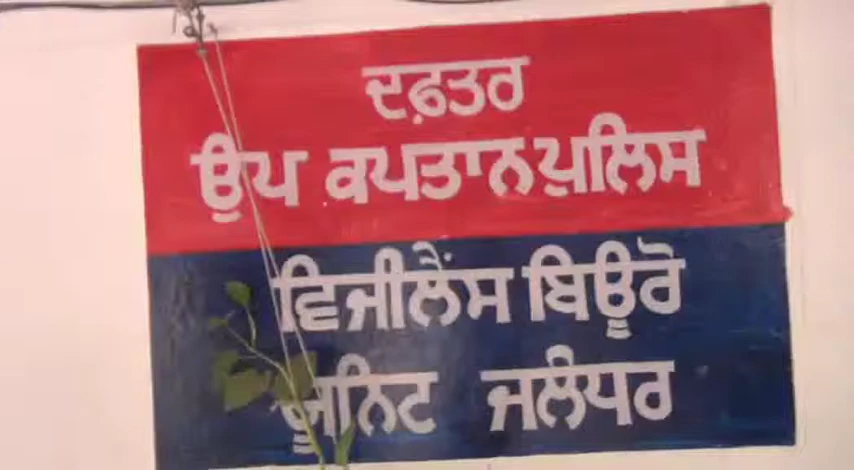 ਦਫ਼ਤਰ
ਉਪ ਕਪਤਾਨ ਪੁਲਿਸ
ਵਿਜੀਲੈਂਸ ਬਿਊਰੋ
ਯੂਨਿਟ ਜਲੰਧਰ